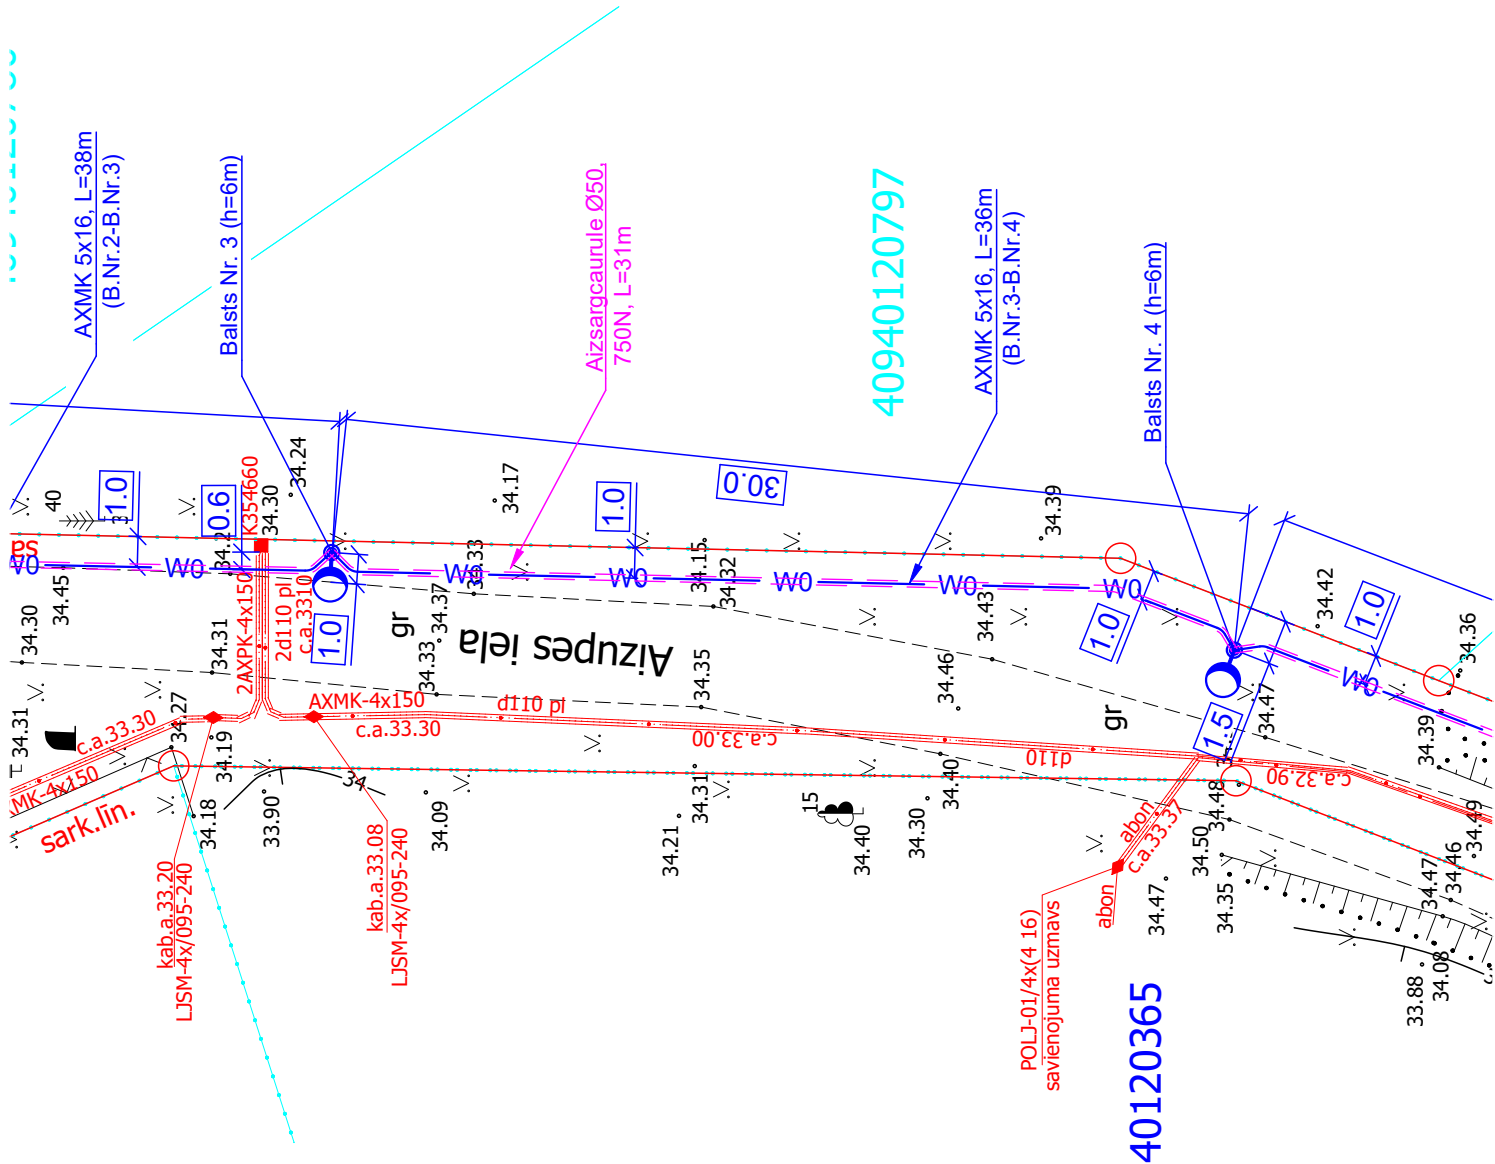 AXMK 5x16, L=38m
(B.Nr.2-B.Nr.3)
Balsts Nr. 3 (h=6m)
Aizsargcaurule Ø50,
750N, L=31m
40940120797
AXMK 5x16, L=36m
(B.Nr.3-B.Nr.4)
Balsts Nr. 4 (h=6m)
40
1.0
0.6
K354660
34.30
34.24
34.17
1.0
30.0
34.39
34.30
34.45
34.31
2AXPK-4x150
2d110 pl
c.a.3310
1.0
gr
34.33
34.37
Aizupes iela
34.15
34.32
34.35
34.43
34.46
1.0
gr
34.42
1.0
34.36
34.47
1.5
34.39
34.31
c.a.33.30
MK-4x150
sark.līn.
34.27
34.19
34.18
33.90
34
AXMK-4x150
c.a.33.30
d110 pl
c.a.33.00
d110
c.a.32.90
34.09
34.31
34.21
15
34.40
34.40
34.30
abon
c.a.33.37
abon
34.48
34.50
34.47
34.35
34.49
34.46
34.47
34.08
33.88
kab.a.33.20
LJSM-4x/095-240
kab.a.33.08
LJSM-4x/095-240
POLJ-01/4x(4 16)
savienojuma uzmavs
40120365